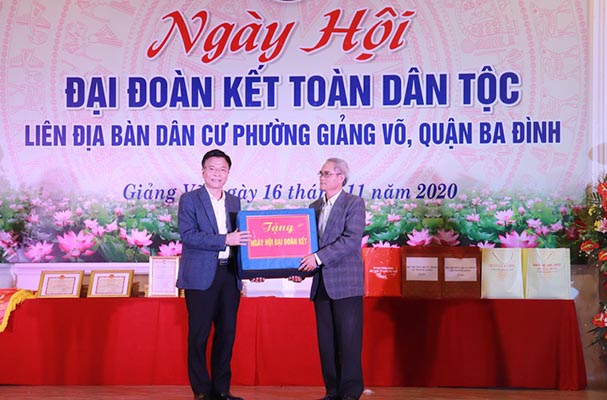 Ngày Hội
ĐẠI ĐOÀN KẾT TOÀN DÂN TỘC
LIÊN ĐỊA BÀN DÂN CƯ PHƯỜNG GIẢNG VÕ, QUẬN BA ĐÌNH
Giảng ngày 16 tháng 11 năm 2020
Tặng
NGÀY HỘI ĐẠI ĐOÀN KẾT